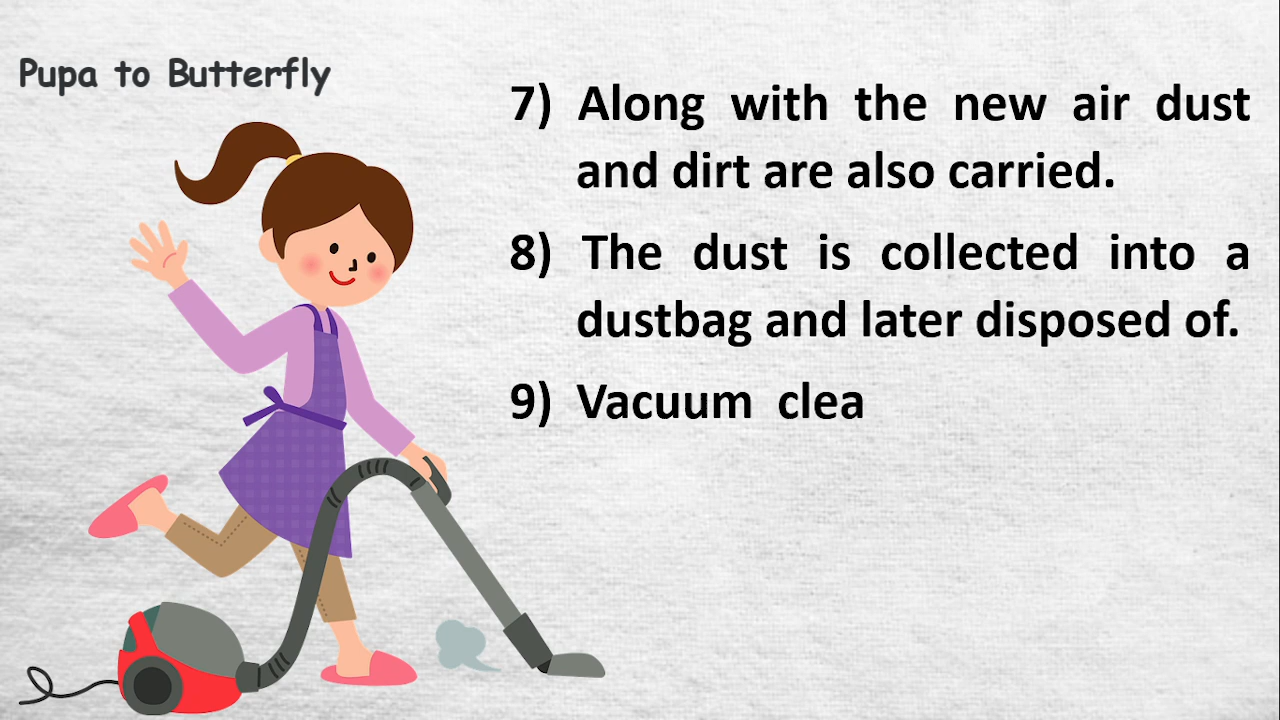 Pupa to Butterfly
7) Along with the new air dust
and dirt are also carried.
8) The dust is collected into a
dustbag and later disposed of.
9) Vacuum clea